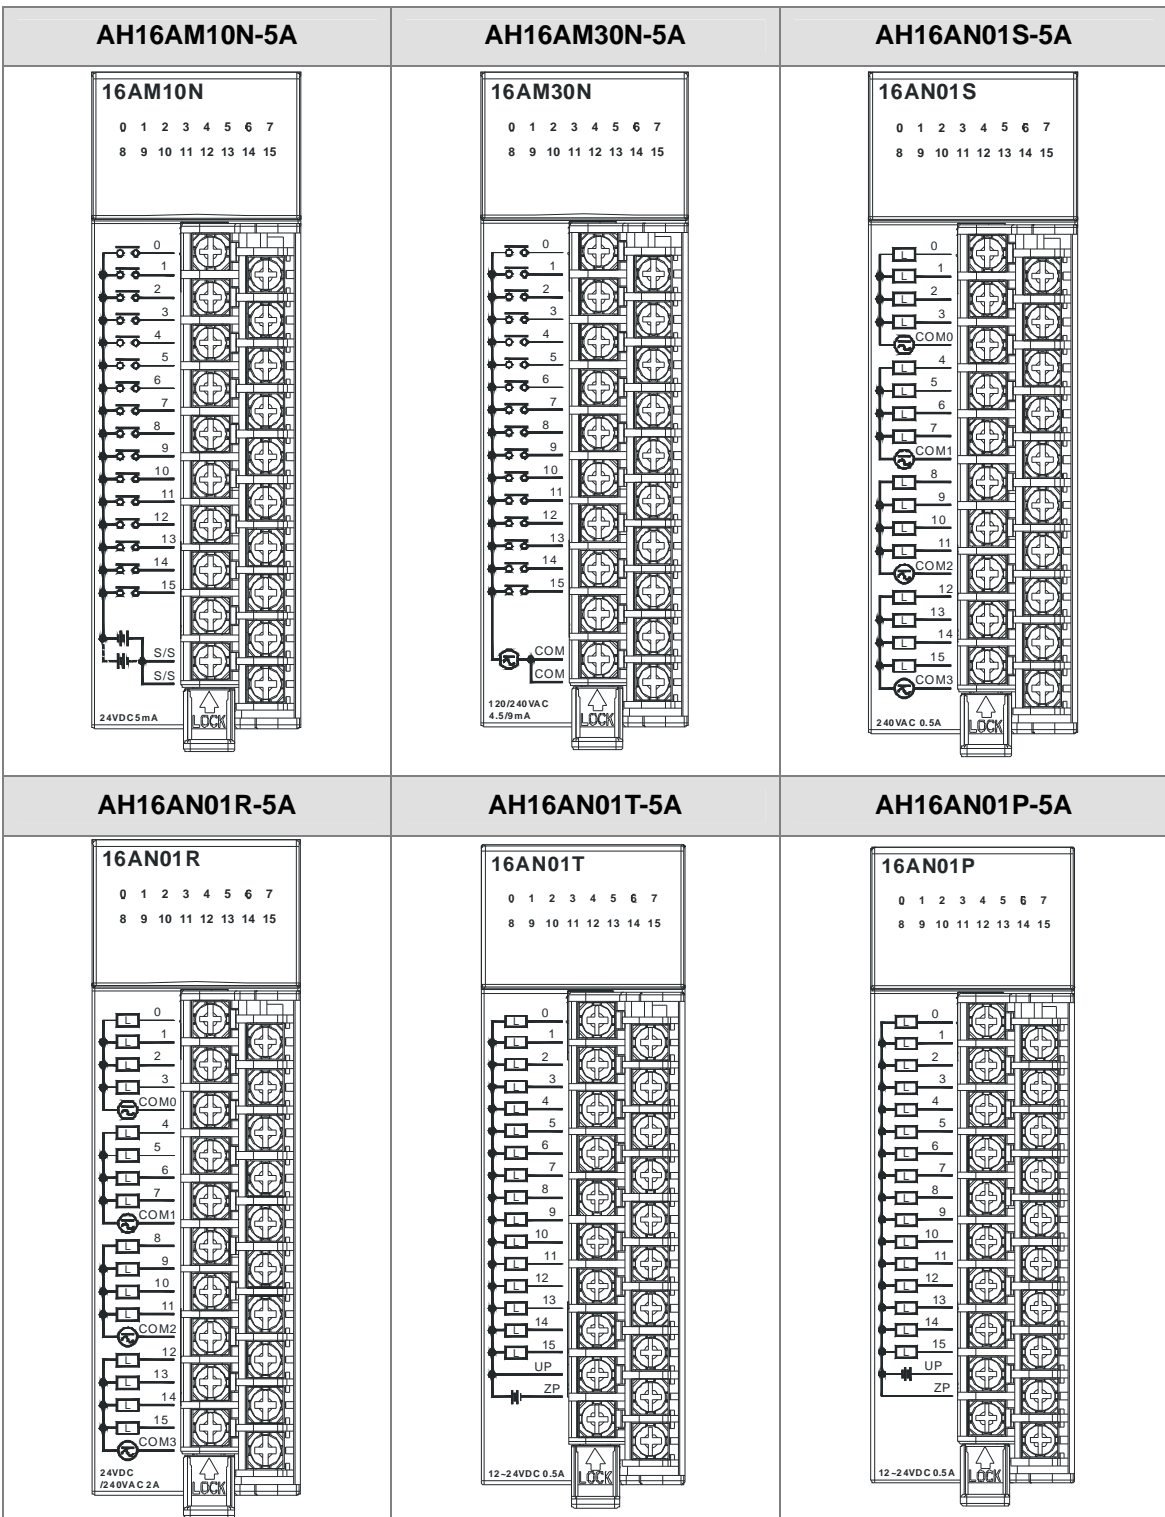 AH16AM10N-5A
AH16AM30N-5A
AH16AN01S-5A
16AM10N
0 1 2 3 4 5 6 7
8 9 10 11 12 13 14 15
0
1
2
3
4
5
6
7
8
9
10
11
12
13
14
15
S/S
S/S
24VDC5mA
LOCK
16AM30N
0 1 2 3 4 5 6 7
8 9 10 11 12 13 14 15
0
1
2
3
4
5
6
7
8
9
10
11
12
13
14
15
COM
COM
120/240VAC
4.5/9mA
LOCK
16AN01S
0 1 2 3 4 5 6 7
8 9 10 11 12 13 14 15
L 0
L 1
L 2
L 3
COM0
L 4
L 5
L 6
L 7
COM1
L 8
L 9
L 10
L 11
COM2
L 12
L 13
L 14
L 15
COM3
240VAC 0.5A
LOCK
AH16AN01R-5A
AH16AN01T-5A
AH16AN01P-5A
16AN01R
0 1 2 3 4 5 6 7
8 9 10 11 12 13 14 15
L 0
L 1
L 2
L 3
COM0
L 4
L 5
L 6
L 7
COM1
L 8
L 9
L 10
L 11
COM2
L 12
L 13
L 14
L 15
COM3
24VDC
/240VAC 2A
LOCK
16AN01T
0 1 2 3 4 5 6 7
8 9 10 11 12 13 14 15
L 0
L 1
L 2
L 3
L 4
L 5
L 6
L 7
L 8
L 9
L 10
L 11
L 12
L 13
L 14
L 15
UP
ZP
12~24VDC 0.5A
LOCK
16AN01P
0 1 2 3 4 5 6 7
8 9 10 11 12 13 14 15
L 0
L 1
L 2
L 3
L 4
L 5
L 6
L 7
L 8
L 9
L 10
L 11
L 12
L 13
L 14
L 15
UP
ZP
12~24VDC 0.5A
LOCK